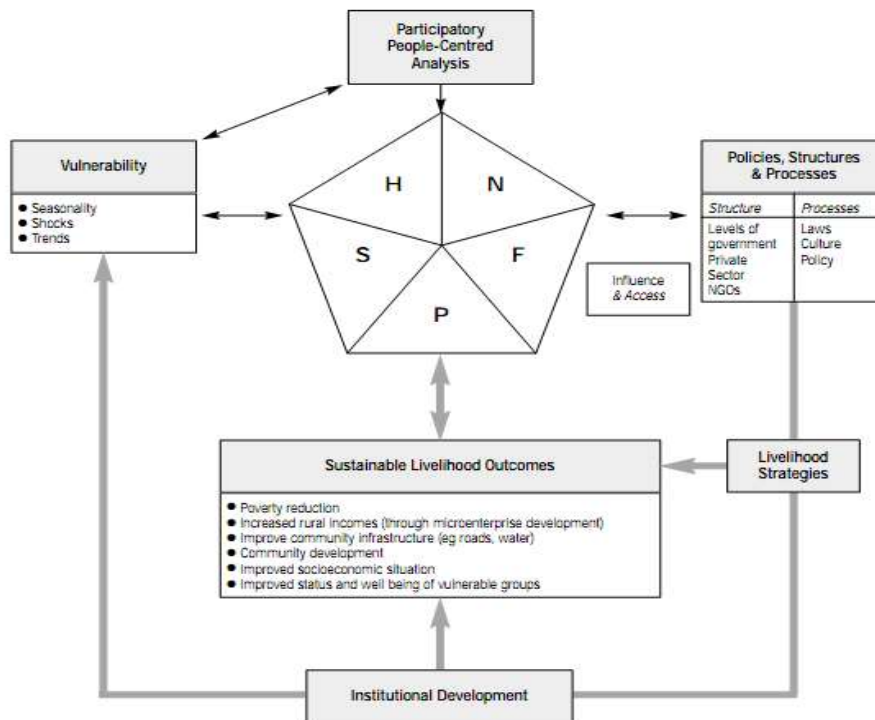 Participatory
People-Centred
Analysis
Vulnerability
● Seasonality
● Shocks
● Trends
H
N
S
F
P
Policies, Structures
& Processes
Structure
Processes
Levels of
government
Private
Sector
NGOs
Laws
Culture
Policy
Influence
& Access
Sustainable Livelihood Outcomes
● Poverty reduction
● Increased rural incomes (through microenterprise development)
● Improve community infrastructure (eg roads, water)
● Community development
● Improved socioeconomic situation
● Improved status and well being of vulnerable groups
Livelihood
Strategies
Institutional Development